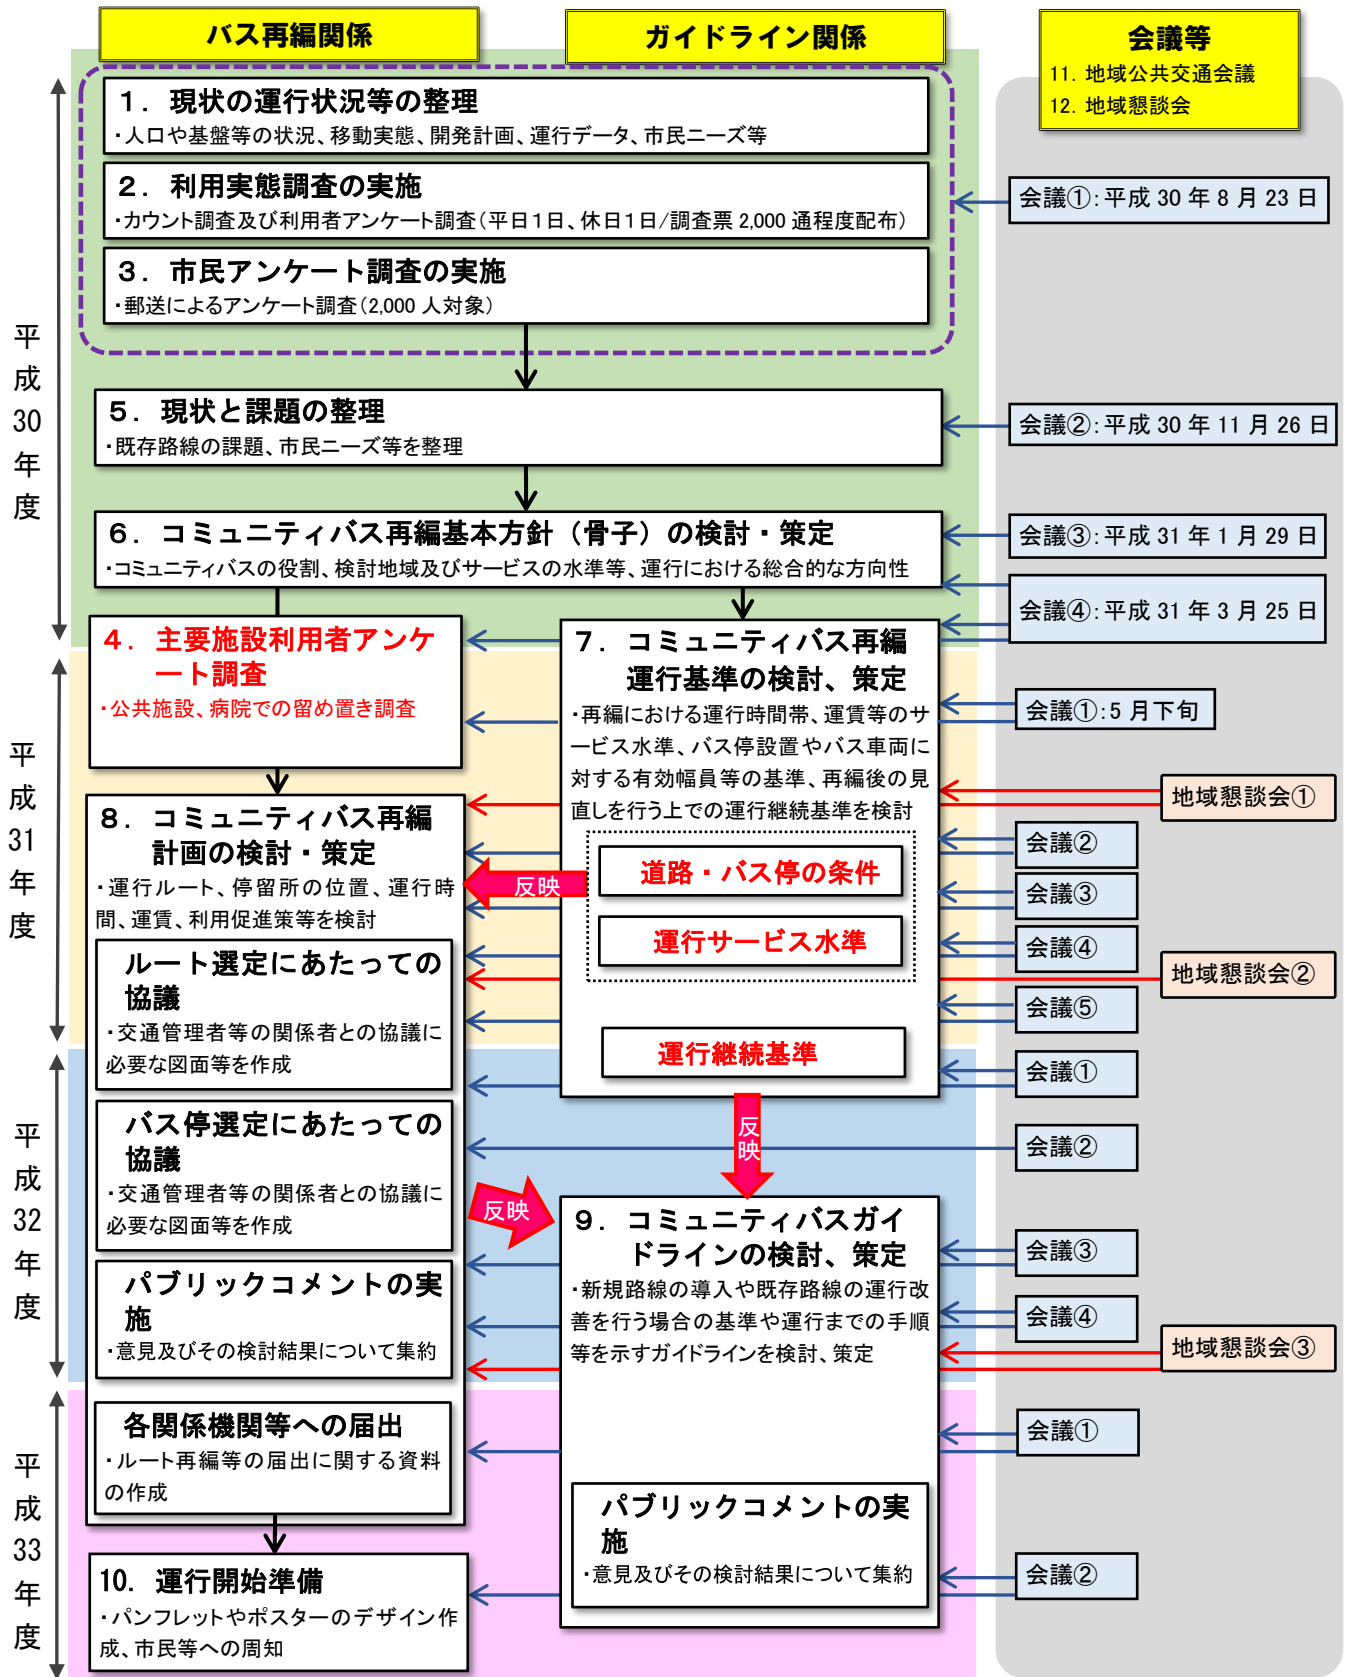 バス再編関係
ガイドライン関係
会議等
11. 地域公共交通会議
12. 地域懇談会
平成30年度
1. 現状の運行状況等の整理
・人口や基盤等の状況、移動実態、開発計画、運行データ、市民ニーズ等
2. 利用実態調査の実施
・カウント調査及び利用者アンケート調査(平日1日、休日1日/調査票 2,000 通程度配布)
3. 市民アンケート調査の実施
・郵送によるアンケート調査(2,000 人対象)
会議①:平成 30 年 8 月 23 日
5. 現状と課題の整理
・既存路線の課題、市民ニーズ等を整理
会議②:平成 30 年 11 月 26 日
6. コミュニティバス再編基本方針(骨子)の検討・策定
・コミュニティバスの役割、検討地域及びサービスの水準等、運行における総合的な方向性
会議③:平成 31 年 1 月 29 日
会議④:平成 31 年 3 月 25 日
平成31年度
4. 主要施設利用者アンケ
ート調査
・公共施設、病院での留め置き調査
7. コミュニティバス再編
運行基準の検討、策定
・再編における運行時間帯、運賃等のサ
ービス水準、バス停設置やバス車両に
対する有効幅員等の基準、再編後の見
直しを行う上での運行継続基準を検討
道路・バス停の条件
運行サービス水準
運行継続基準
会議①:5 月下旬
地域懇談会①
会議②
会議③
会議④
地域懇談会②
会議⑤
反映
8. コミュニティバス再編
計画の検討・策定
・運行ルート、停留所の位置、運行時
間、運賃、利用促進策等を検討
ルート選定にあたっての
協議
・交通管理者等の関係者との協議に
必要な図面等を作成
平成32年度
バス停選定にあたっての
協議
・交通管理者等の関係者との協議に
必要な図面等を作成
パブリックコメントの実
施
・意見及びその検討結果について集約
反映
反映
会議①
会議②
会議③
会議④
地域懇談会③
9. コミュニティバスガイ
ドラインの検討、策定
・新規路線の導入や既存路線の運行改
善を行う場合の基準や運行までの手順
等を示すガイドラインを検討、策定
平成33年度
各関係機関等への届出
・ルート再編等の届出に関する資料
の作成
会議①
パブリックコメントの実
施
・意見及びその検討結果について集約
会議②
10. 運行開始準備
・パンフレットやポスターのデザイン作
成、市民等への周知